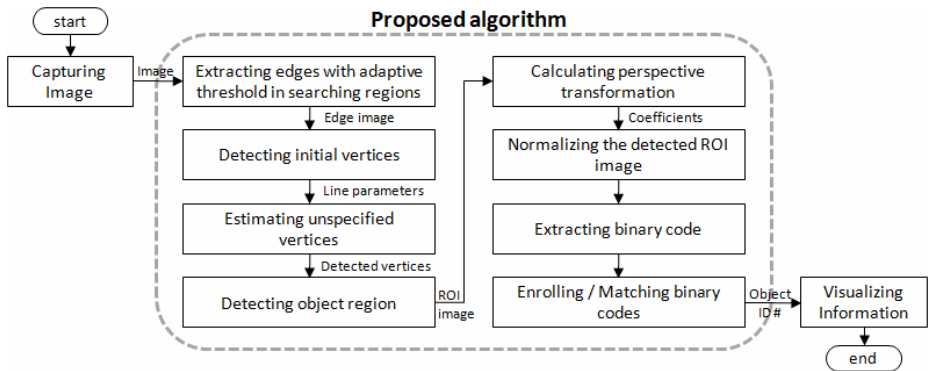 Proposed algorithm
start
Capturing
Image
Image
Extracting edges with adaptive
threshold in searching regions
Edge image
Detecting initial vertices
Line parameters
Estimating unspecified
vertices
Detected vertices
Detecting object region
ROI
image
Calculating perspective
transformation
Coefficients
Normalizing the detected ROI
image
Extracting binary code
Enrolling / Matching binary
codes
Object
ID #
Visualizing
Information
end